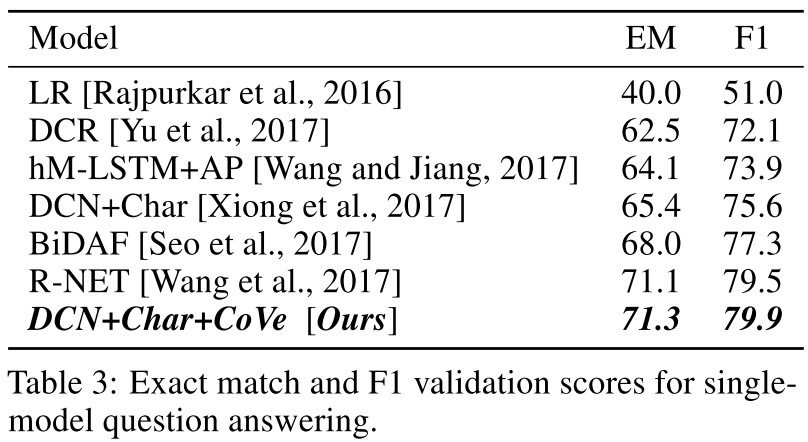 Model EM F1
LR [Rajpurkar et al., 2016] 40.0 51.0
DCR [Yu et al., 2017] 62.5 72.1
hM-LSTM+AP [Wang and Jiang, 2017] 64.1 73.9
DCN+Char [Xiong et al., 2017] 65.4 75.6
BiDAF [Seo et al., 2017] 68.0 77.3
R-NET [Wang et al., 2017] 71.1 79.5
DCN+Char+CoVe [Ours] 71.3 79.9
Table 3: Exact match and F1 validation scores for single-
model question answering.